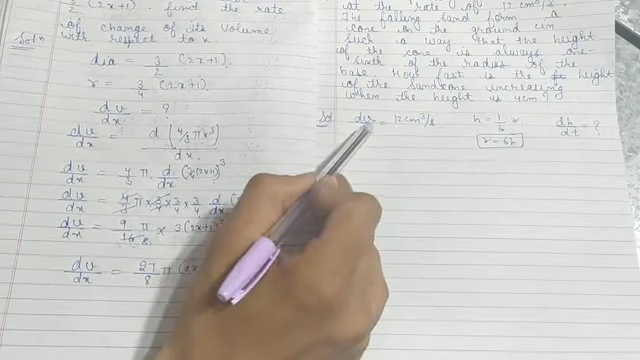 3/2 (2x+1). find the rate
of change of its volume
with respect to x.
Soln
dia = 3/2 (2x+1).
r = 3/4 (2x+1).
dv/dx = ?
dv/dx = d(4/3 πr³)/dx
dv/dx = 4/3 π. d/dx (3/4(2x+1))³
dv/dx = 4/3 π × 3/4 × 3/4 × 3/4 d/dx
dv/dx = 9/16 π × 3(2x+1)²
dv/dx = 27/8 π
at the rate of 12 cm³/s.
The falling sand form a
cone on the ground
such a way that the height
of the cone is always one-
sixth of the radius of the
base. How fast is the height
of the sand cone increasing
when the height is 4cm?
Sol dv = 12cm³/s h = 1/6 r dh/dt = ?
r = 6h